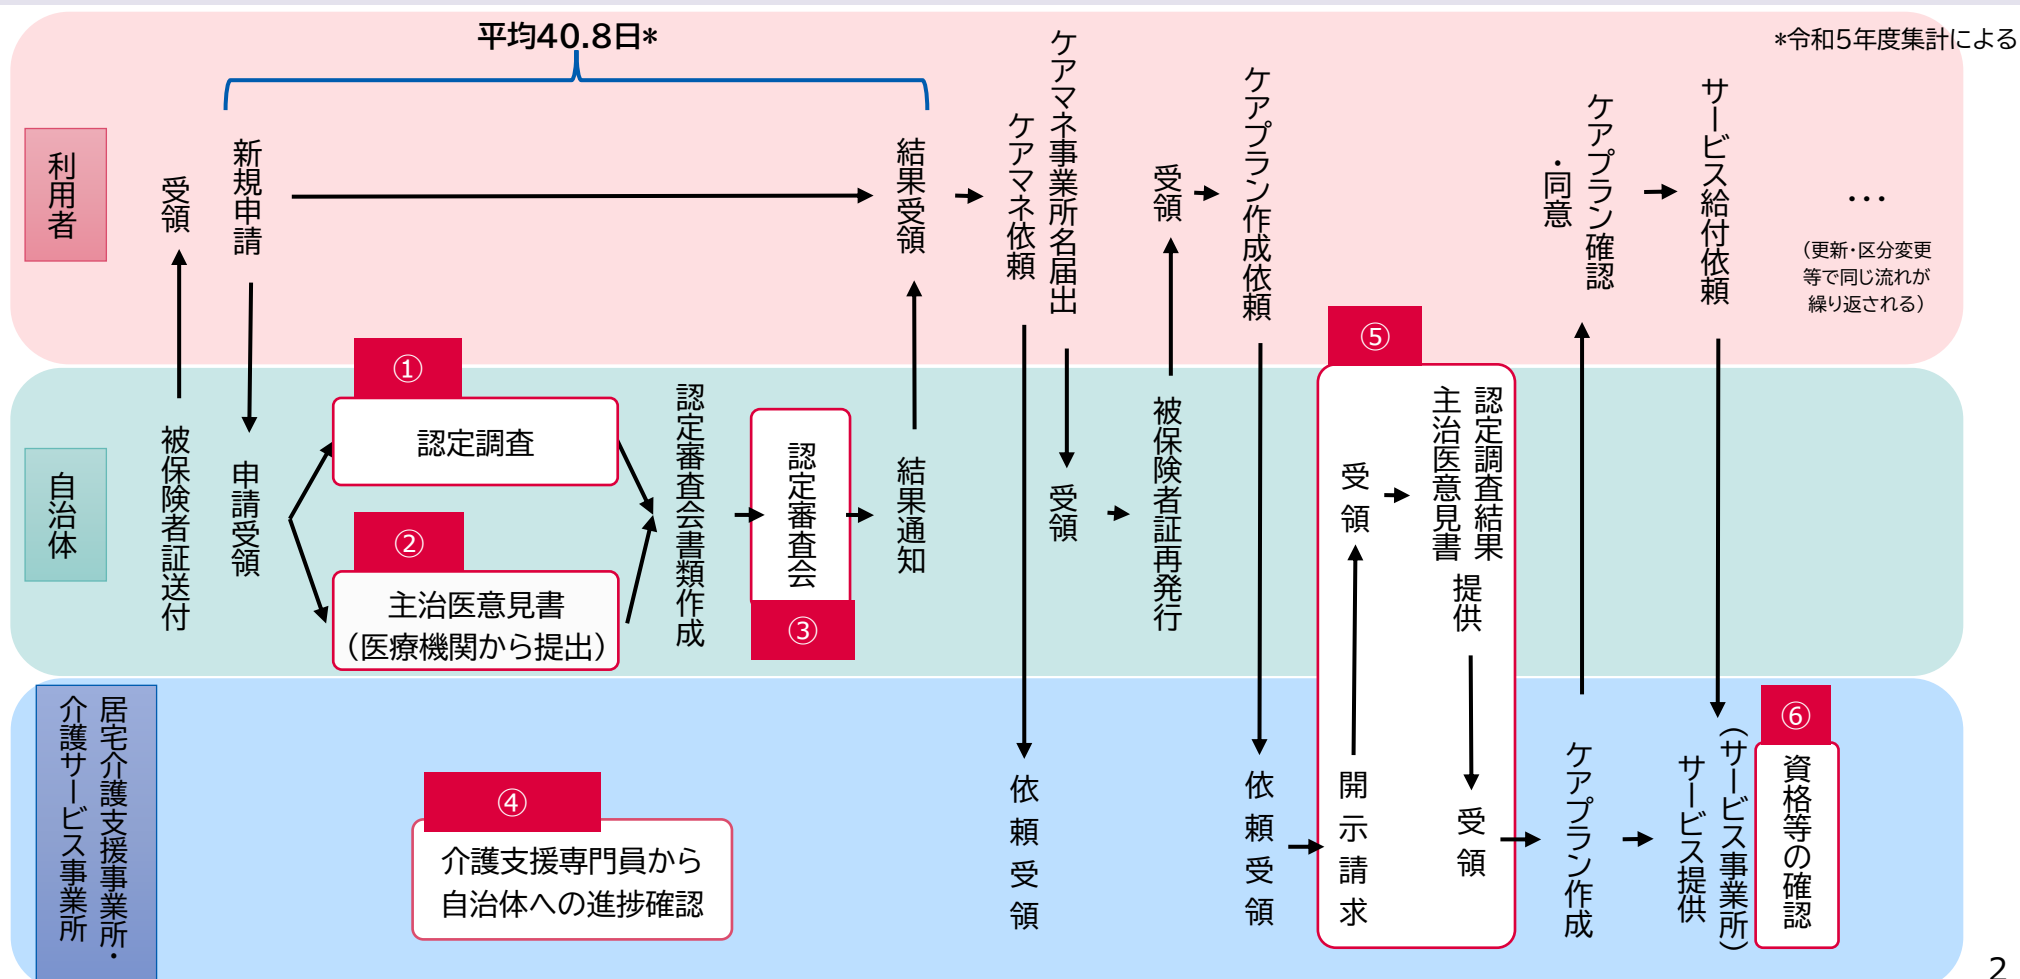 平均40.8日*
*令和5年度集計による
利用者
受領
新規申請
結果受領
ケアマネ依頼
ケアマネ事業所名届出
受領
ケアプラン作成依頼
ケアプラン確認
・同意
サービス給付依頼
…
（更新・区分変更
等で同じ流れが
繰り返される）
自治体
被保険者証送付
申請受領
①
認定調査
②
主治医意見書
（医療機関から提出）
認定審査会書類作成
認定審査会
③
結果通知
受領
被保険者証再発行
⑤
受領
認定調査結果
主治医意見書
提供
居宅介護支援事業所・
介護サービス事業所
④
介護支援専門員から
自治体への進捗確認
依頼受領
依頼受領
開示請求
受領
ケアプラン作成
（サービス事業所）
サービス提供
⑥
資格等の確認
2